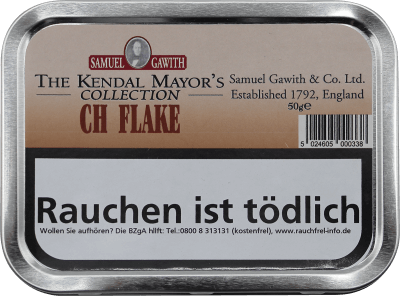 SAMUEL GAWITH
THE KENDAL MAYOR'S
COLLECTION
CH FLAKE
Samuel Gawith & Co. Ltd.
Established 1792, England
50g℮
5 024605 000338
Rauchen ist tödlich
Wollen Sie aufhören? Die BZgA hilft: Tel.:0800 8 313131 (kostenfrei), www.rauchfrei-info.de